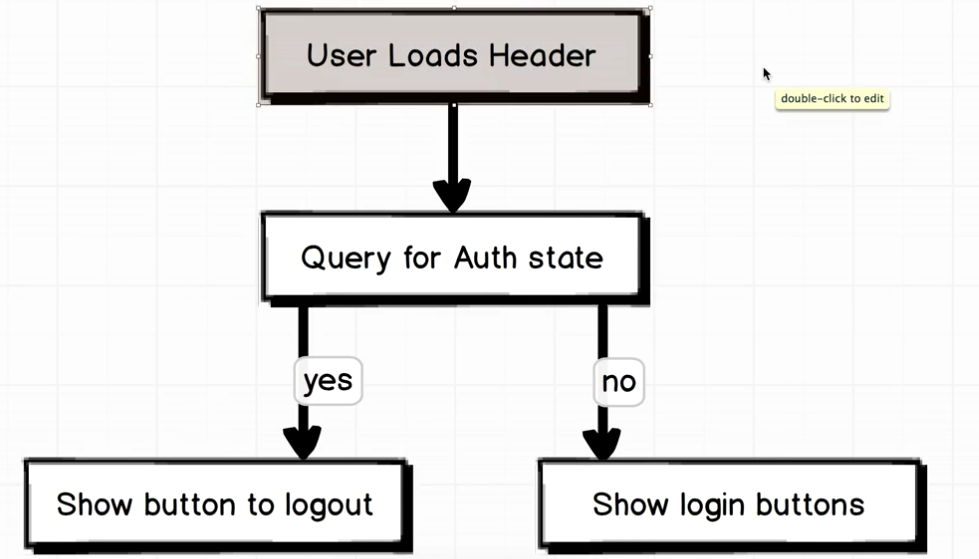 User Loads Header
double-click to edit
Query for Auth state
yes
no
Show button to logout
Show login buttons